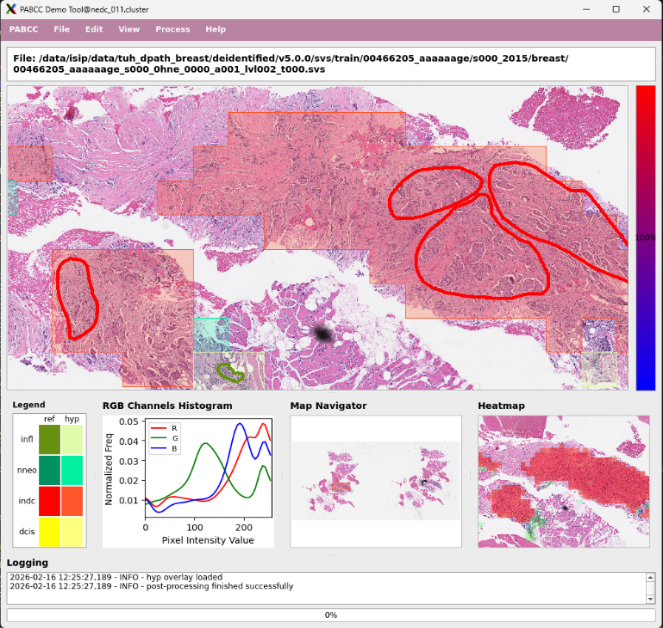 PABCC Demo Tool@nedc_011.cluster
PABCC File Edit View Process Help
File: /data/isip/data/tuh_dpath_breast/deidentified/v5.0.0/svs/train/00466205_aaaaaage/s000_2015/breast/
00466205_aaaaaage_s000_0hne_0000_a001_lvl002_t000.svs
100%
Legend
ref hyp
infl
nneo
indc
dcis
RGB Channels Histogram
Normalized Freq
0.05
0.04
0.03
0.02
0.01
R
G
B
0 100 200
Pixel Intensity Value
Map Navigator
Heatmap
Logging
2026-02-16 12:25:27,189 - INFO - hyp overlay loaded
2026-02-16 12:25:27,189 - INFO - post-processing finished successfully
0%